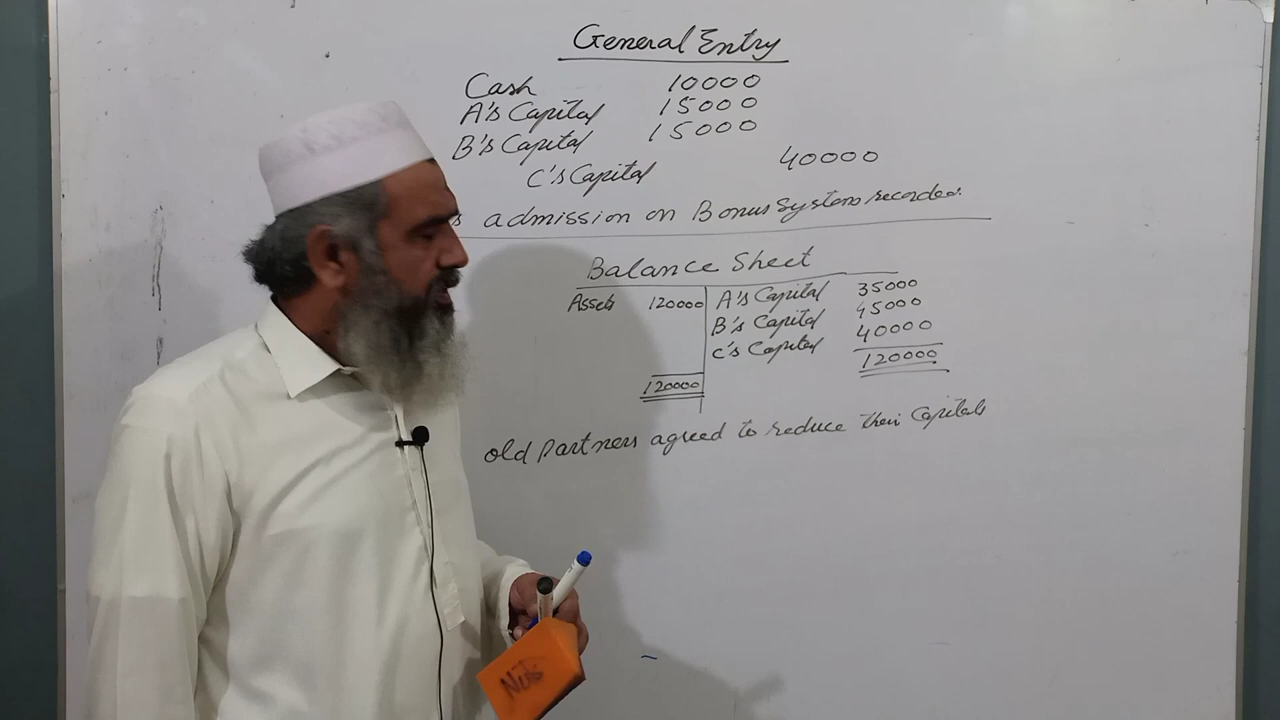 General Entry
Cash 10000
A's Capital 15000
B's Capital 15000
C's Capital 40000
s admission on Bonus System recorded.
Balance Sheet
Assets 120000 A's Capital 35000
B's Capital 45000
C's Capital 40000
120000 120000
old Partners agreed to reduce their Capitals
Nuts